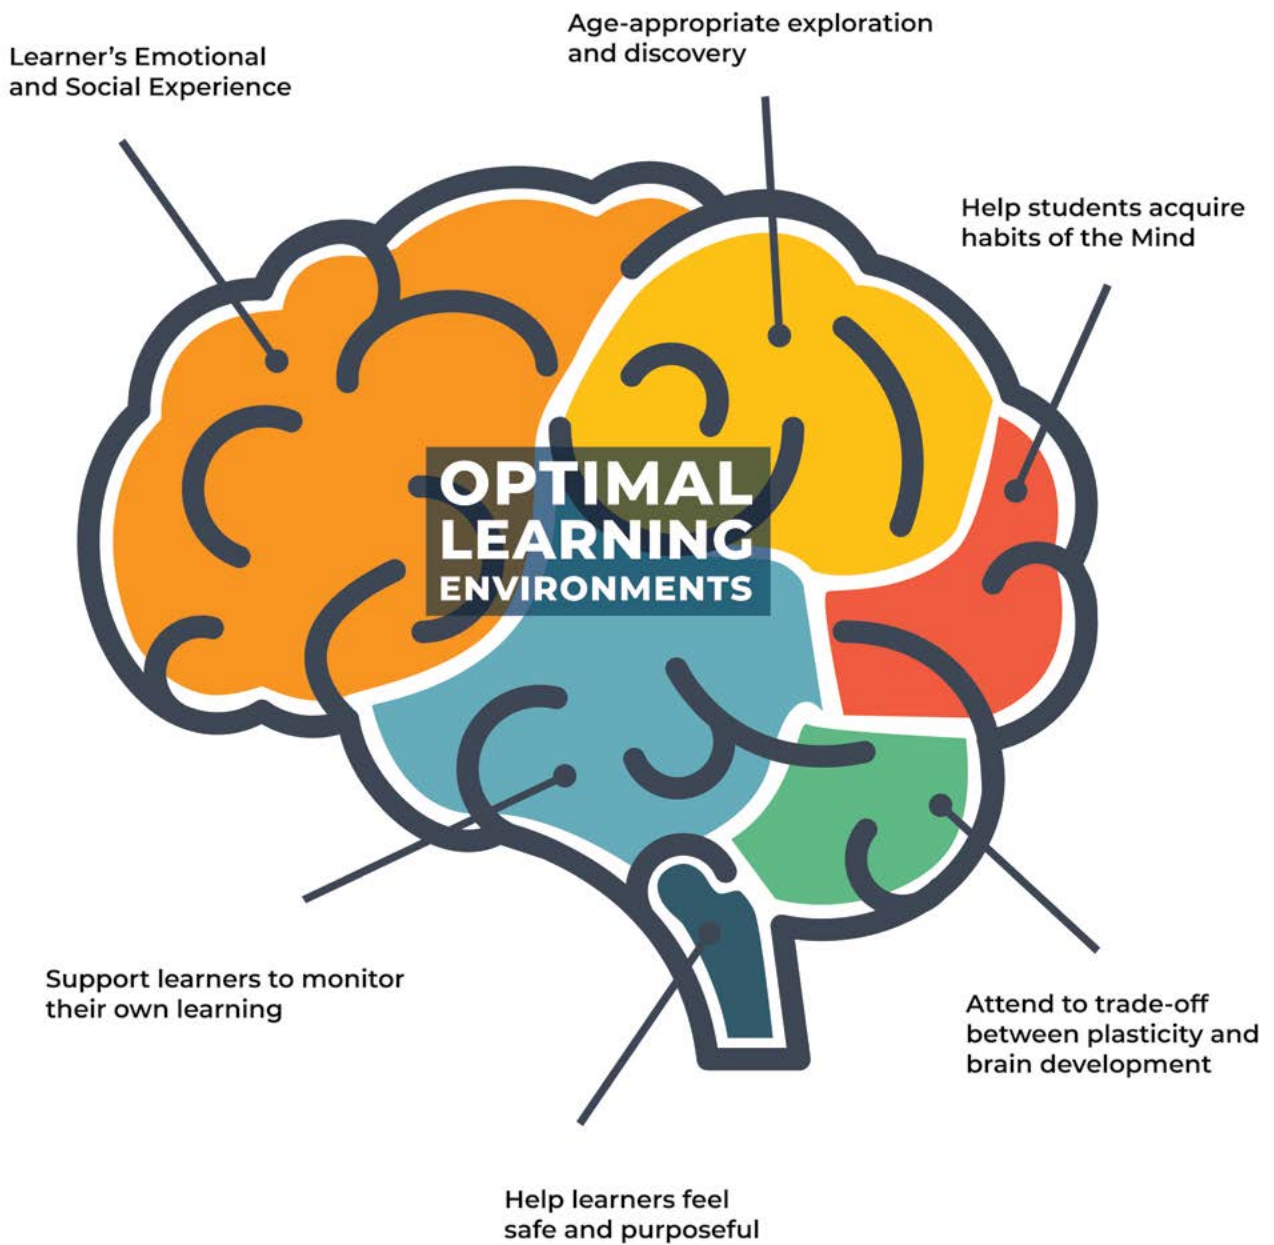 Age-appropriate exploration
and discovery
Learner’s Emotional
and Social Experience
Help students acquire
habits of the Mind
OPTIMAL
LEARNING
ENVIRONMENTS
Support learners to monitor
their own learning
Attend to trade-off
between plasticity and
brain development
Help learners feel
safe and purposeful